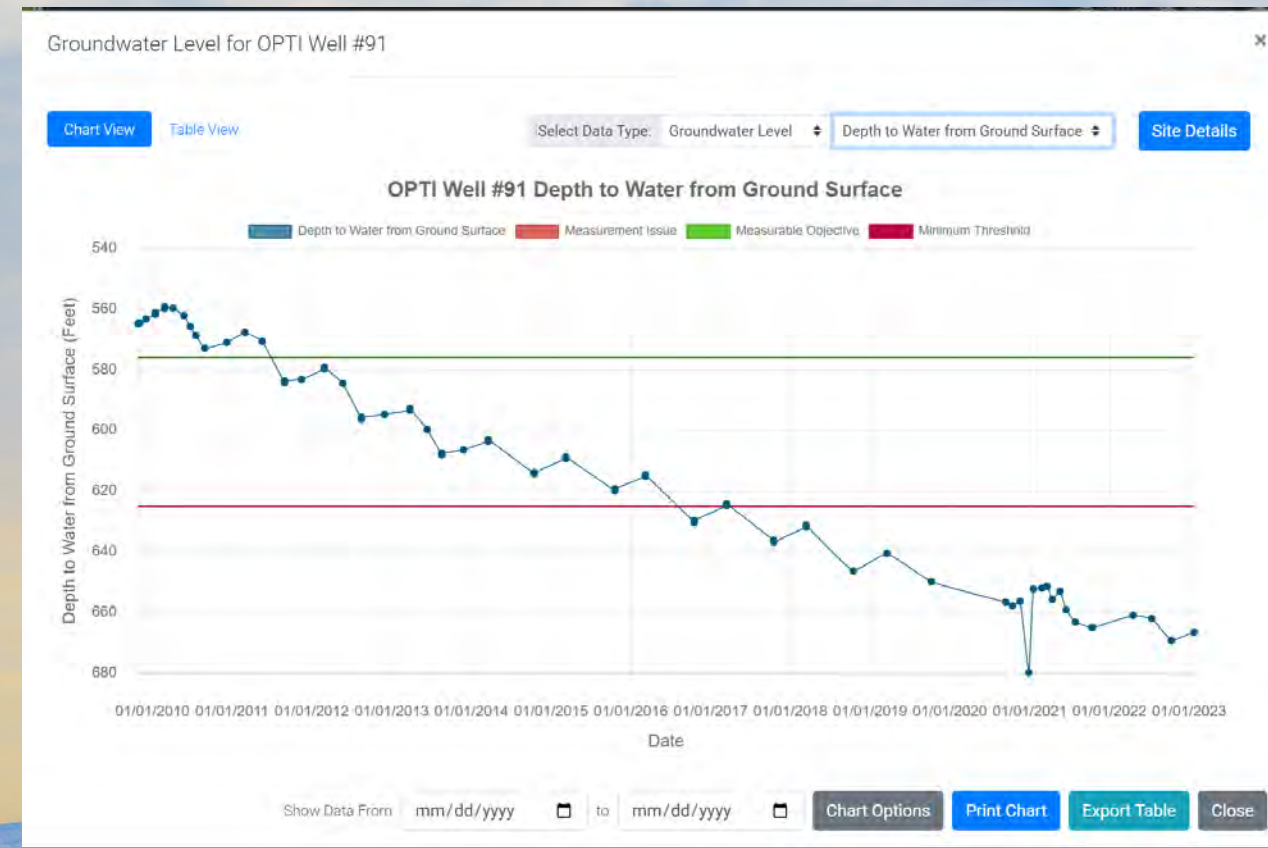 Groundwater Level for OPTI Well #91
×
Chart View Table View Select Data Type: Groundwater Level Depth to Water from Ground Surface Site Details
OPTI Well #91 Depth to Water from Ground Surface
Depth to Water from Ground Surface Measurement Issue Measurable Objective Minimum Threshold
Depth to Water from Ground Surface (Feet)
540
560
580
600
620
640
660
680
01/01/2010 01/01/2011 01/01/2012 01/01/2013 01/01/2014 01/01/2015 01/01/2016 01/01/2017 01/01/2018 01/01/2019 01/01/2020 01/01/2021 01/01/2022 01/01/2023
Date
Show Data From mm/dd/yyyy to mm/dd/yyyy Chart Options Print Chart Export Table Close